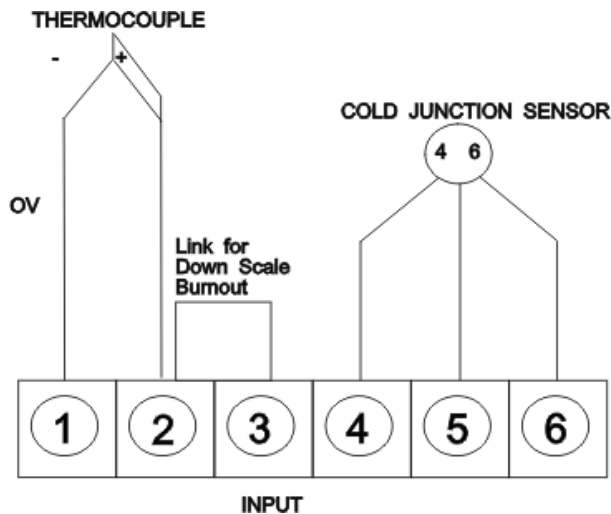 THERMOCOUPLE
- +
COLD JUNCTION SENSOR
4 6
OV
Link for
Down Scale
Burnout
1 2 3 4 5 6
INPUT